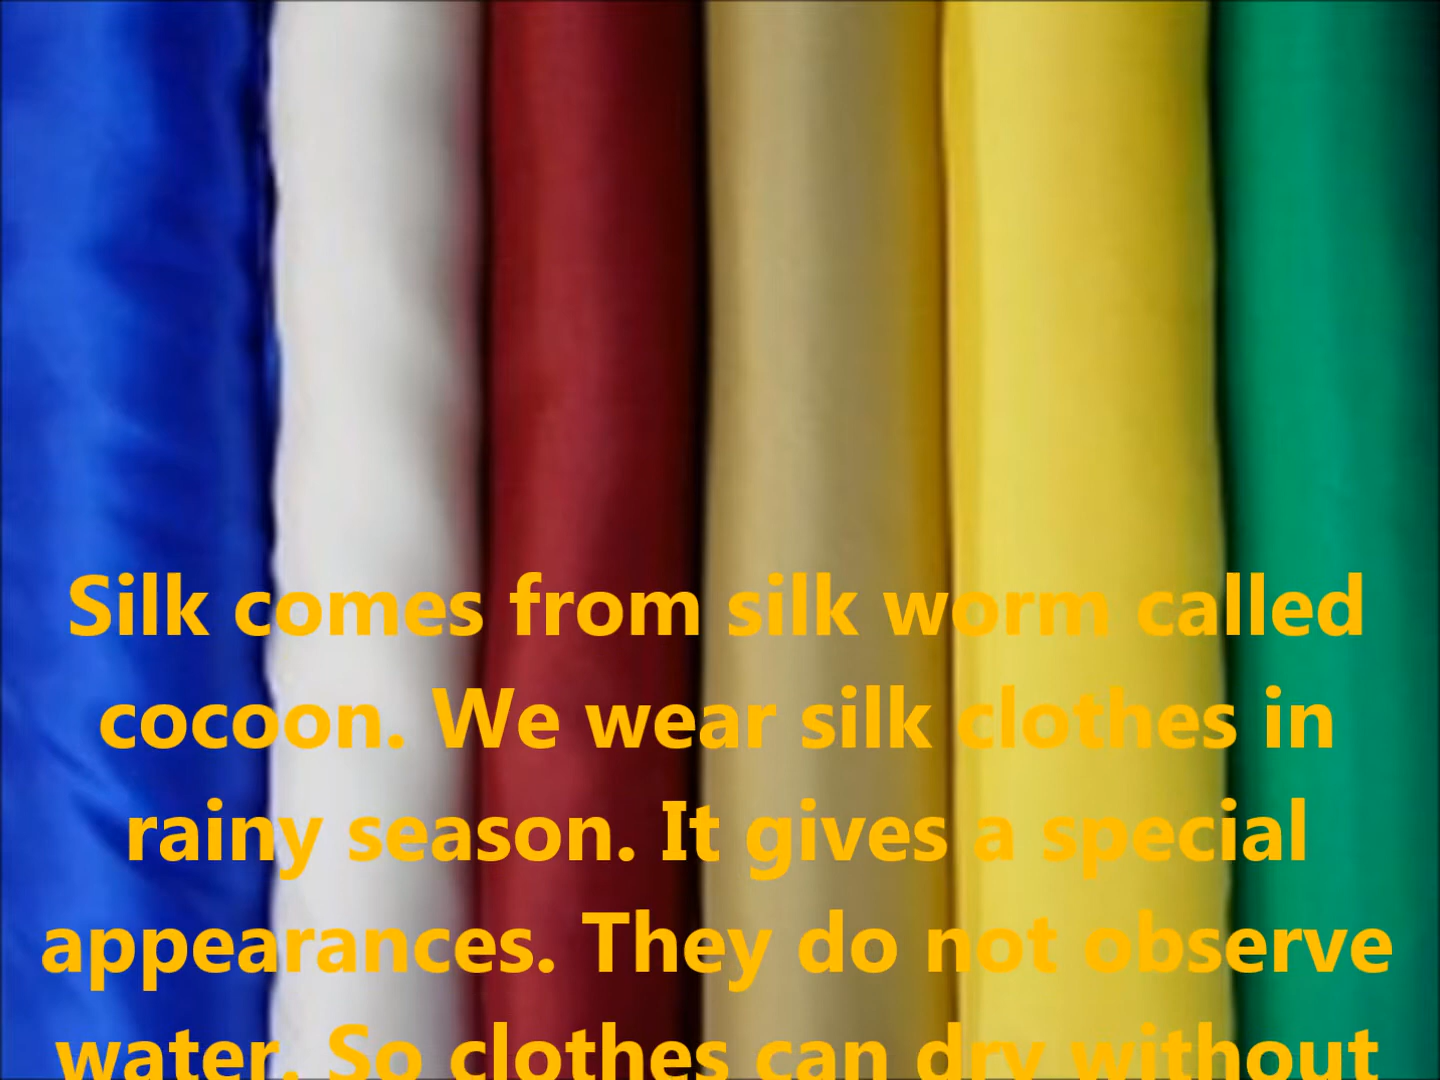 Silk comes from silk worm called
cocoon. We wear silk clothes in
rainy season. It gives a special
appearances. They do not observe
water. So clothes can dry without